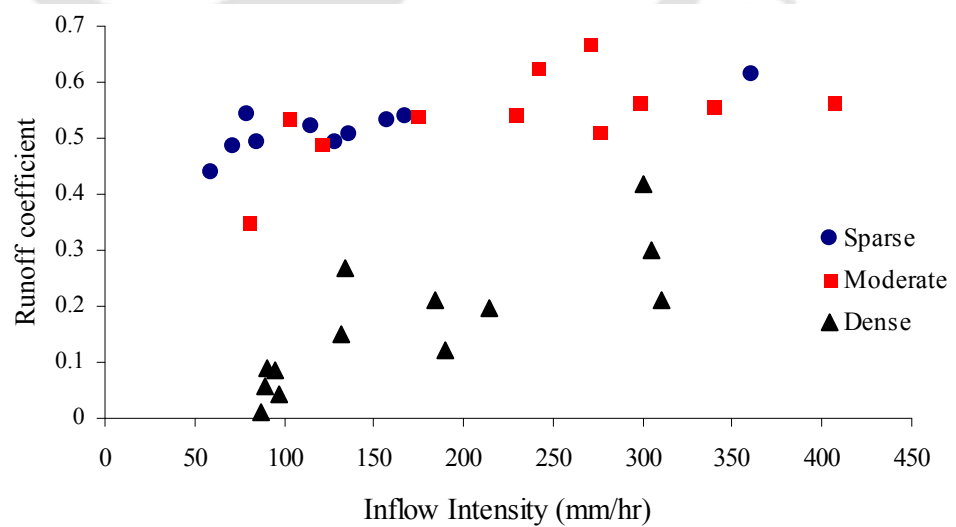 0.7
0.6
0.5
0.4
0.3
0.2
0.1
0
Runoff coefficient
0 50 100 150 200 250 300 350 400 450
Inflow Intensity (mm/hr)
Sparse
Moderate
Dense